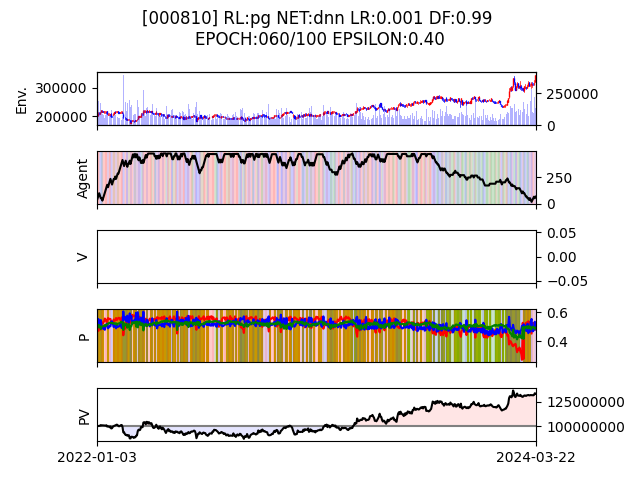 [000810] RL:pg NET:dnn LR:0.001 DF:0.99
EPOCH:060/100 EPSILON:0.40
Env.
300000
200000
250000
0
Agent
250
0
V
0.05
0.00
−0.05
P
0.6
0.4
PV
125000000
100000000
2022-01-03
2024-03-22